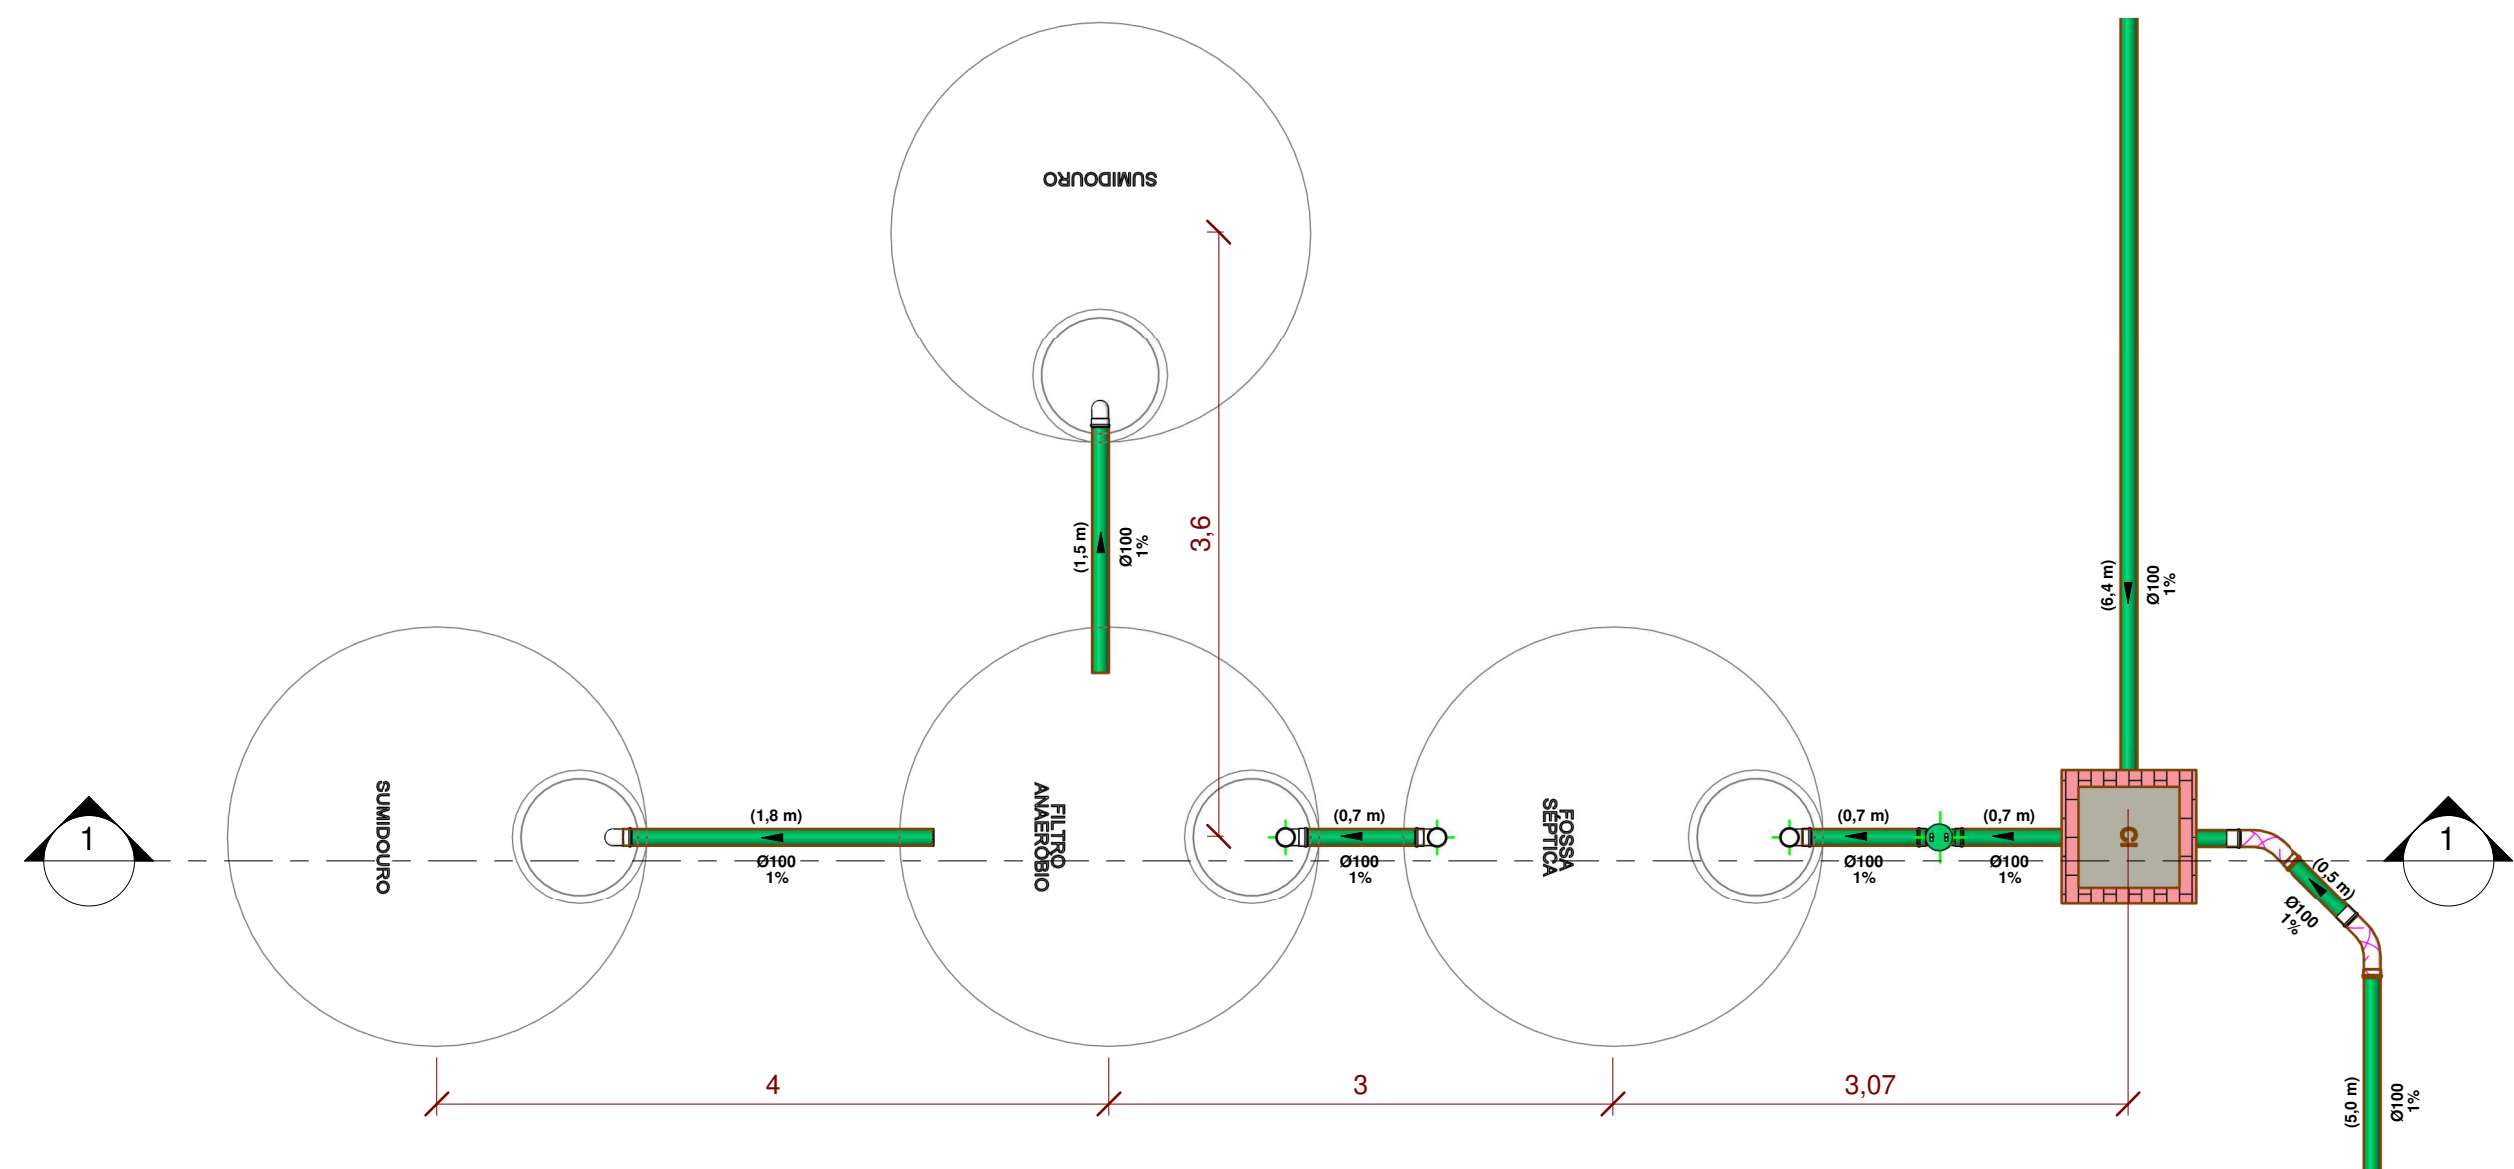 SUMIDOURO
3,6
(1,5 m)
Ø100
1%
(6,4 m)
Ø100
1%
1
SUMIDOURO
(1,8 m)
Ø100
1%
FILTRO
ANAERÓBIO
(0,7 m)
Ø100
1%
FOSSA
SÉPTICA
(0,7 m)
Ø100
1%
(0,7 m)
Ø100
1%
CI
(0,5 m)
Ø100
1%
1
4
3
3,07
(5,0 m)
Ø100
1%